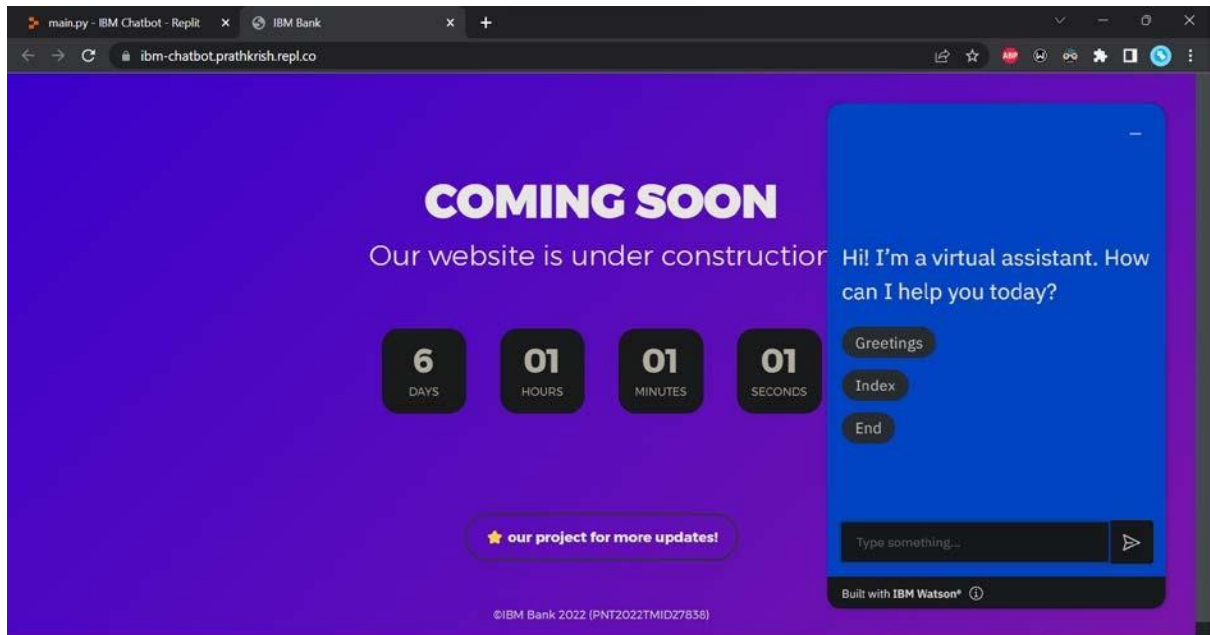 main.py - IBM Chatbot - Replit
IBM Bank
ibm-chatbot.prathkrish.repl.co
ABP
COMING SOON
Our website is under construction
6
DAYS
01
HOURS
01
MINUTES
01
SECONDS
our project for more updates!
©IBM Bank 2022 (PNT2022TMID27838)
Hi! I'm a virtual assistant. How
can I help you today?
Greetings
Index
End
Type something...
Built with IBM Watson®